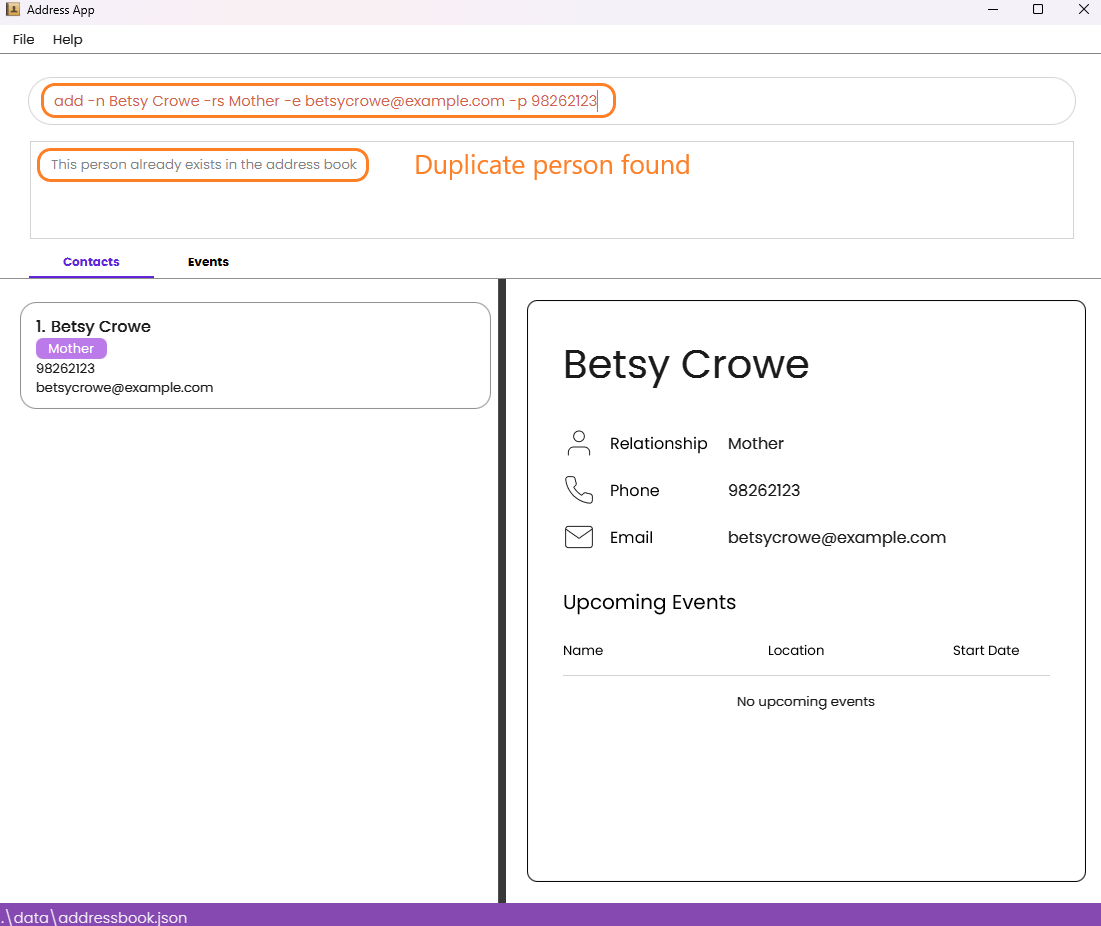 Address App
File Help
add -n Betsy Crowe -rs Mother -e betsycrowe@example.com -p 98262123
This person already exists in the address book
Duplicate person found
Contacts Events
1. Betsy Crowe
Mother
98262123
betsycrowe@example.com
Betsy Crowe
Relationship Mother
Phone 98262123
Email betsycrowe@example.com
Upcoming Events
Name Location Start Date
No upcoming events
.\data\addressbook.json